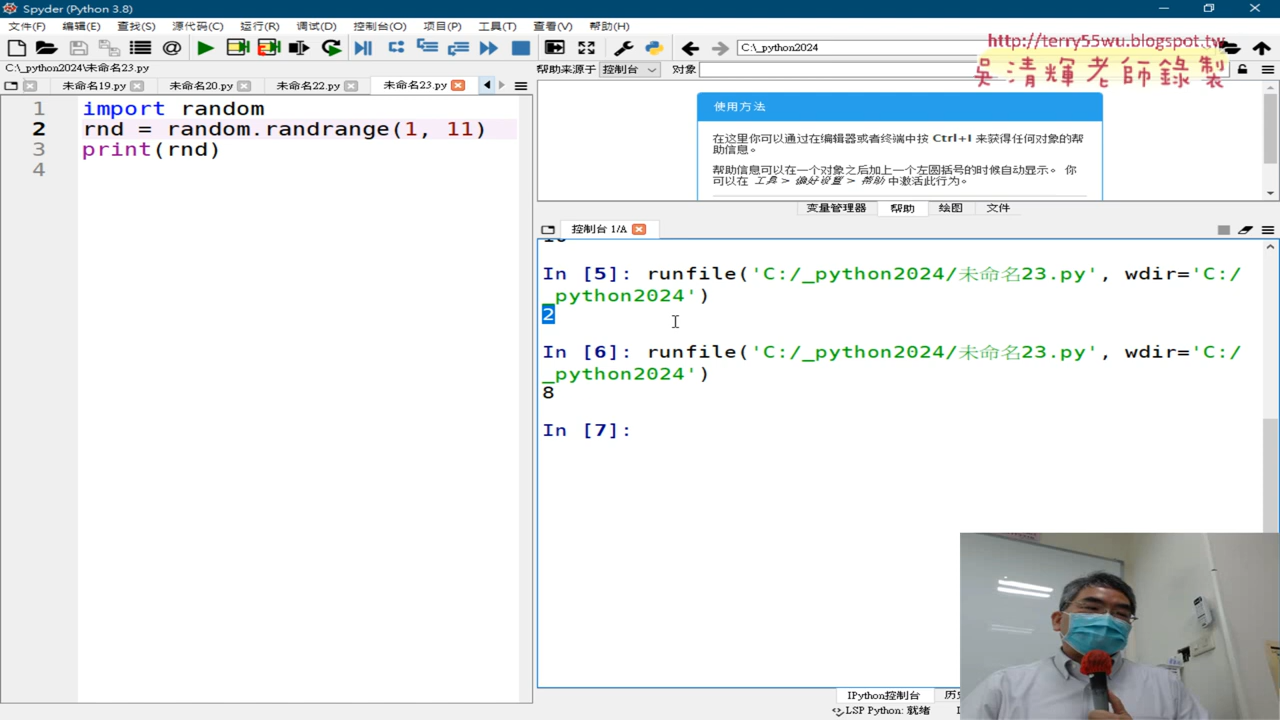 Spyder (Python 3.8)
文件(F) 编辑(E) 查找(S) 源代码(C) 运行(R) 调试(D) 控制台(O) 项目(P) 工具(T) 查看(V) 帮助(H)
C:\_python2024
http://terry55wu.blogspot.tw
吳清輝老師錄製
C:\_python2024\未命名23.py
帮助来源于 控制台 对象
未命名19.py 未命名20.py 未命名22.py 未命名23.py
1 import random
2 rnd = random.randrange(1, 11)
3 print(rnd)
4
使用方法
在这里你可以通过在编辑器或者终端中按 Ctrl+I 来获得任何对象的帮
助信息。
帮助信息可以在一个对象之后加上一个左圆括号的时候自动显示。 你
可以在 工具 > 偏好设置 > 帮助 中激活此行为。
变量管理器 帮助 绘图 文件
控制台 1/A
In [5]: runfile('C:/_python2024/未命名23.py', wdir='C:/
_python2024')
2
In [6]: runfile('C:/_python2024/未命名23.py', wdir='C:/
_python2024')
8
In [7]:
IPython控制台
LSP Python: 就绪